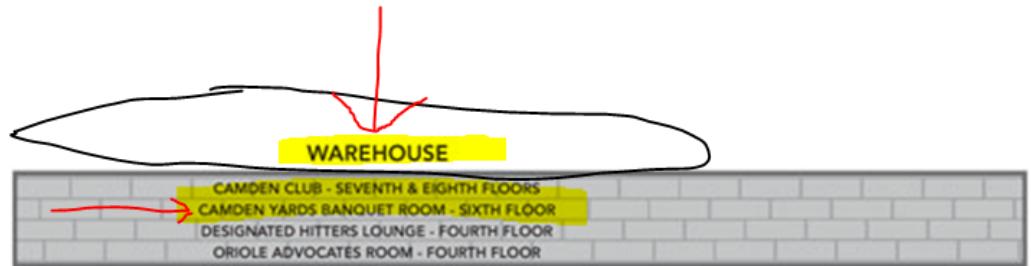 WAREHOUSE
CAMDEN CLUB - SEVENTH & EIGHTH FLOORS
CAMDEN YARDS BANQUET ROOM - SIXTH FLOOR
DESIGNATED HITTERS LOUNGE - FOURTH FLOOR
ORIOLE ADVOCATES ROOM - FOURTH FLOOR